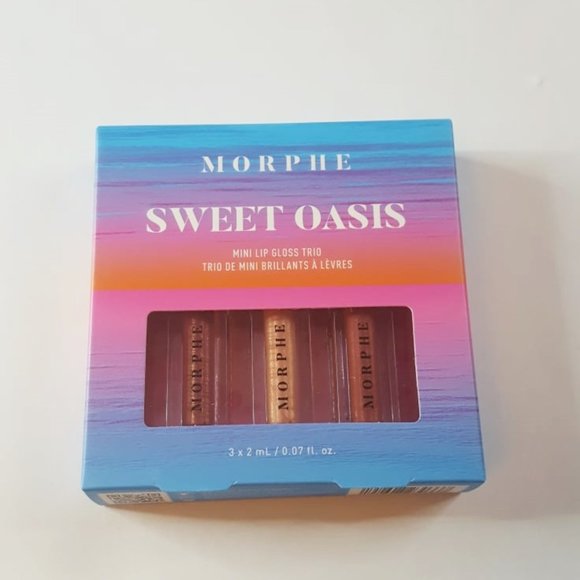 MORPHE
SWEET OASIS
MINI LIP GLOSS TRIO
TRIO DE MINI BRILLANTS À LÈVRES
MORPHE
MORPHE
MORPHE
3 x 2 mL / 0.07 fl. oz.